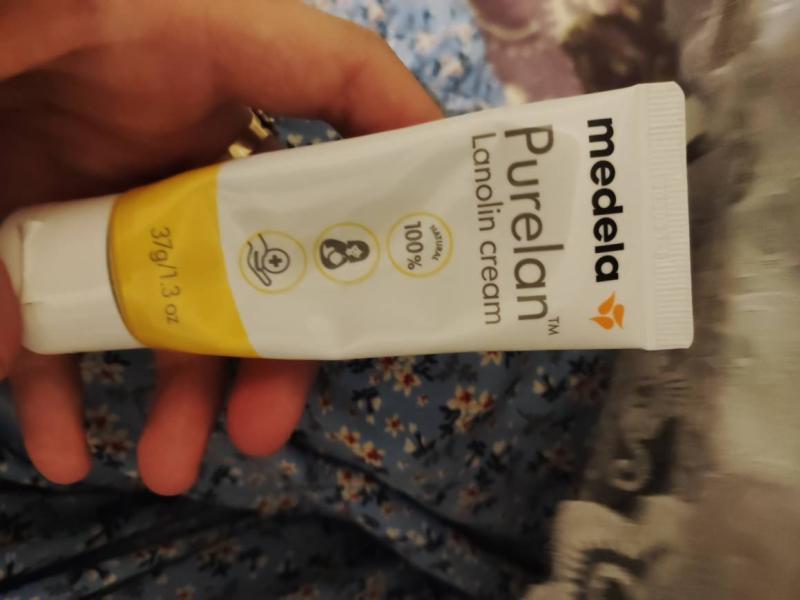 medela
Purelan™
Lanolin cream
NATURAL
100%
37g/1.3 oz